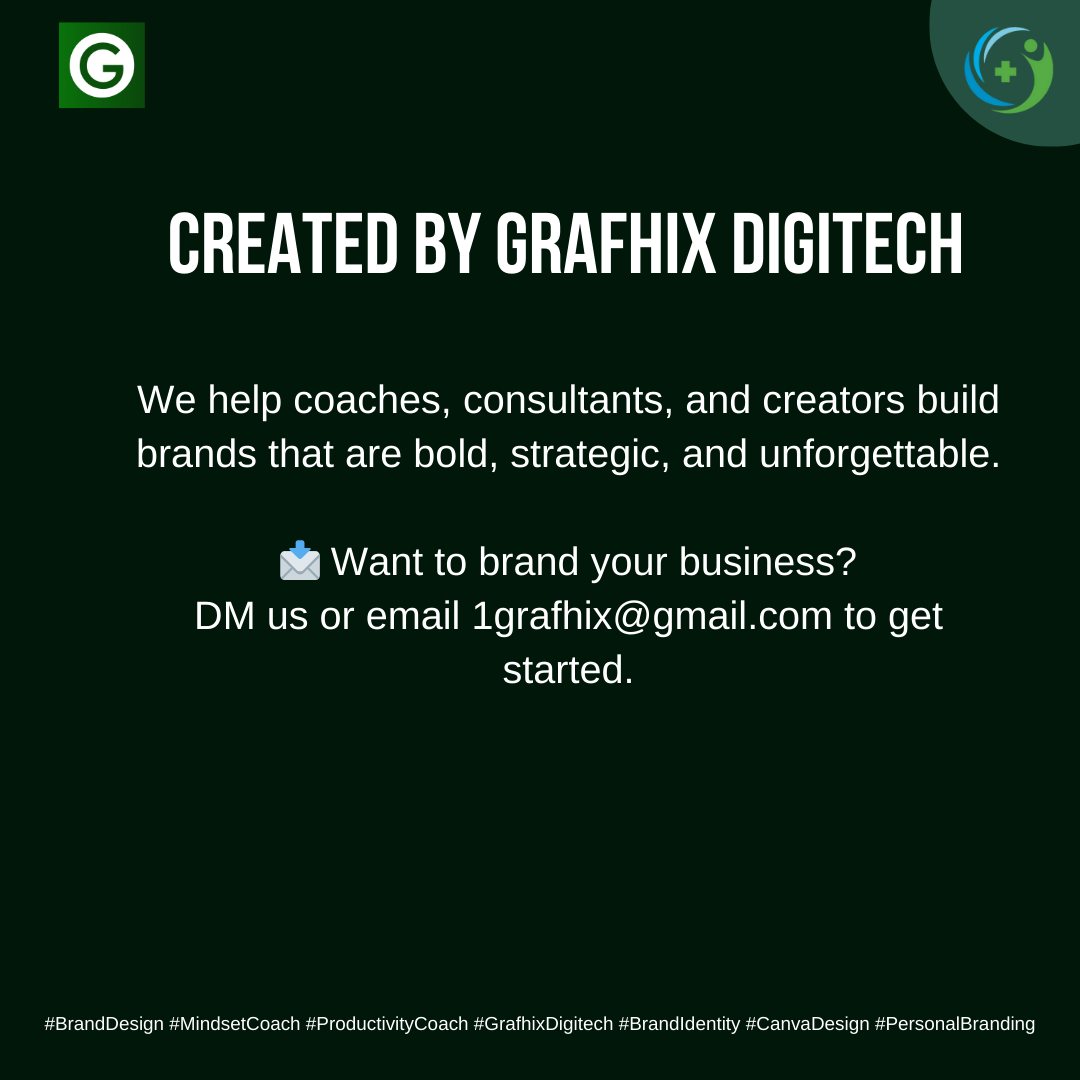 G
CREATED BY GRAFHIX DIGITECH
We help coaches, consultants, and creators build
brands that are bold, strategic, and unforgettable.
📩 Want to brand your business?
DM us or email 1grafhix@gmail.com to get
started.
#BrandDesign #MindsetCoach #ProductivityCoach #GrafhixDigitech #BrandIdentity #CanvaDesign #PersonalBranding